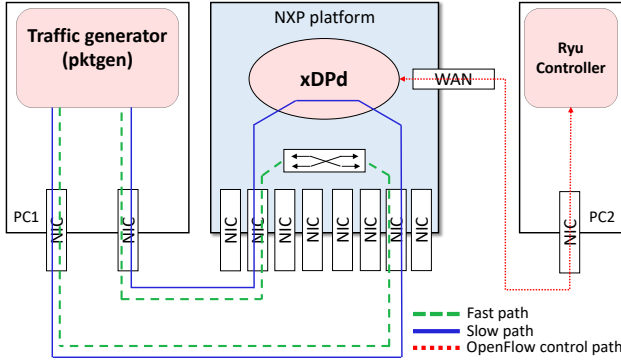 Traffic generator
(pktgen)
NXP platform
xDPd
WAN
Ryu
Controller
PC1
NIC
NIC
NIC
NIC
NIC
NIC
NIC
NIC
NIC
NIC
NIC
PC2
Fast path
Slow path
OpenFlow control path